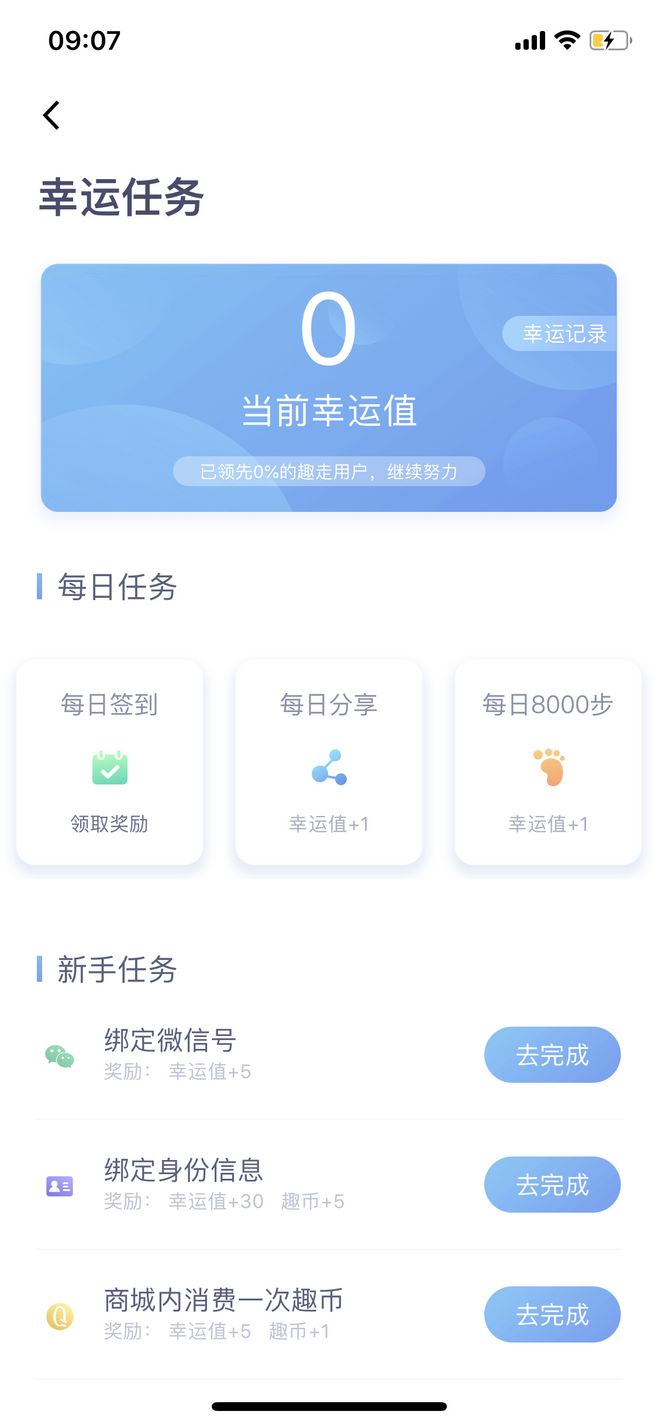 09:07
幸运任务
0
幸运记录
当前幸运值
已领先0%的趣走用户，继续努力
每日任务
每日签到
每日分享
每日8000步
领取奖励
幸运值+1
幸运值+1
新手任务
绑定微信号
奖励： 幸运值+5
去完成
绑定身份信息
奖励： 幸运值+30 趣币+5
去完成
商城内消费一次趣币
奖励： 幸运值+5 趣币+1
去完成